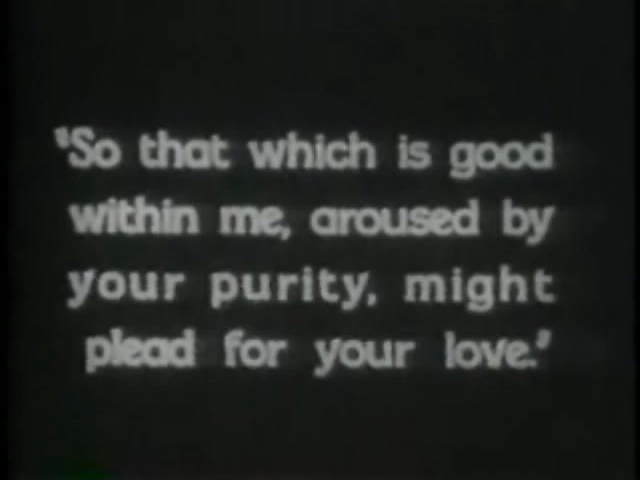 "So that which is good
within me, aroused by
your purity, might
plead for your love."